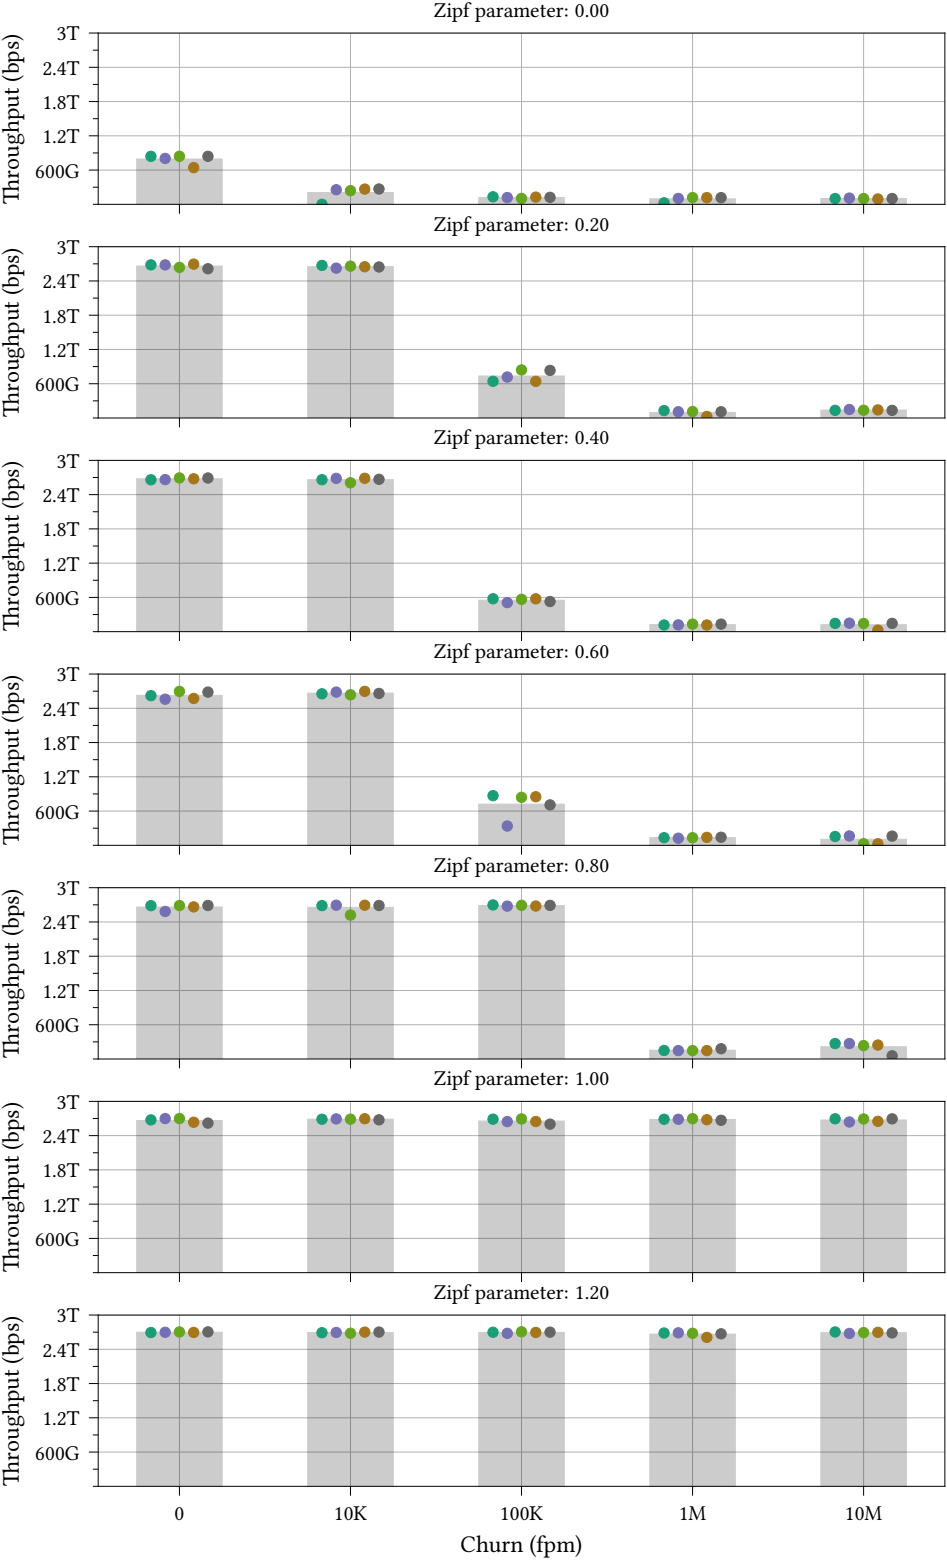 Zipf parameter: 0.00
Throughput (bps)
3T
2.4T
1.8T
1.2T
600G
Zipf parameter: 0.20
Throughput (bps)
3T
2.4T
1.8T
1.2T
600G
Zipf parameter: 0.40
Throughput (bps)
3T
2.4T
1.8T
1.2T
600G
Zipf parameter: 0.60
Throughput (bps)
3T
2.4T
1.8T
1.2T
600G
Zipf parameter: 0.80
Throughput (bps)
3T
2.4T
1.8T
1.2T
600G
Zipf parameter: 1.00
Throughput (bps)
3T
2.4T
1.8T
1.2T
600G
Zipf parameter: 1.20
Throughput (bps)
3T
2.4T
1.8T
1.2T
600G
0 10K 100K 1M 10M
Churn (fpm)